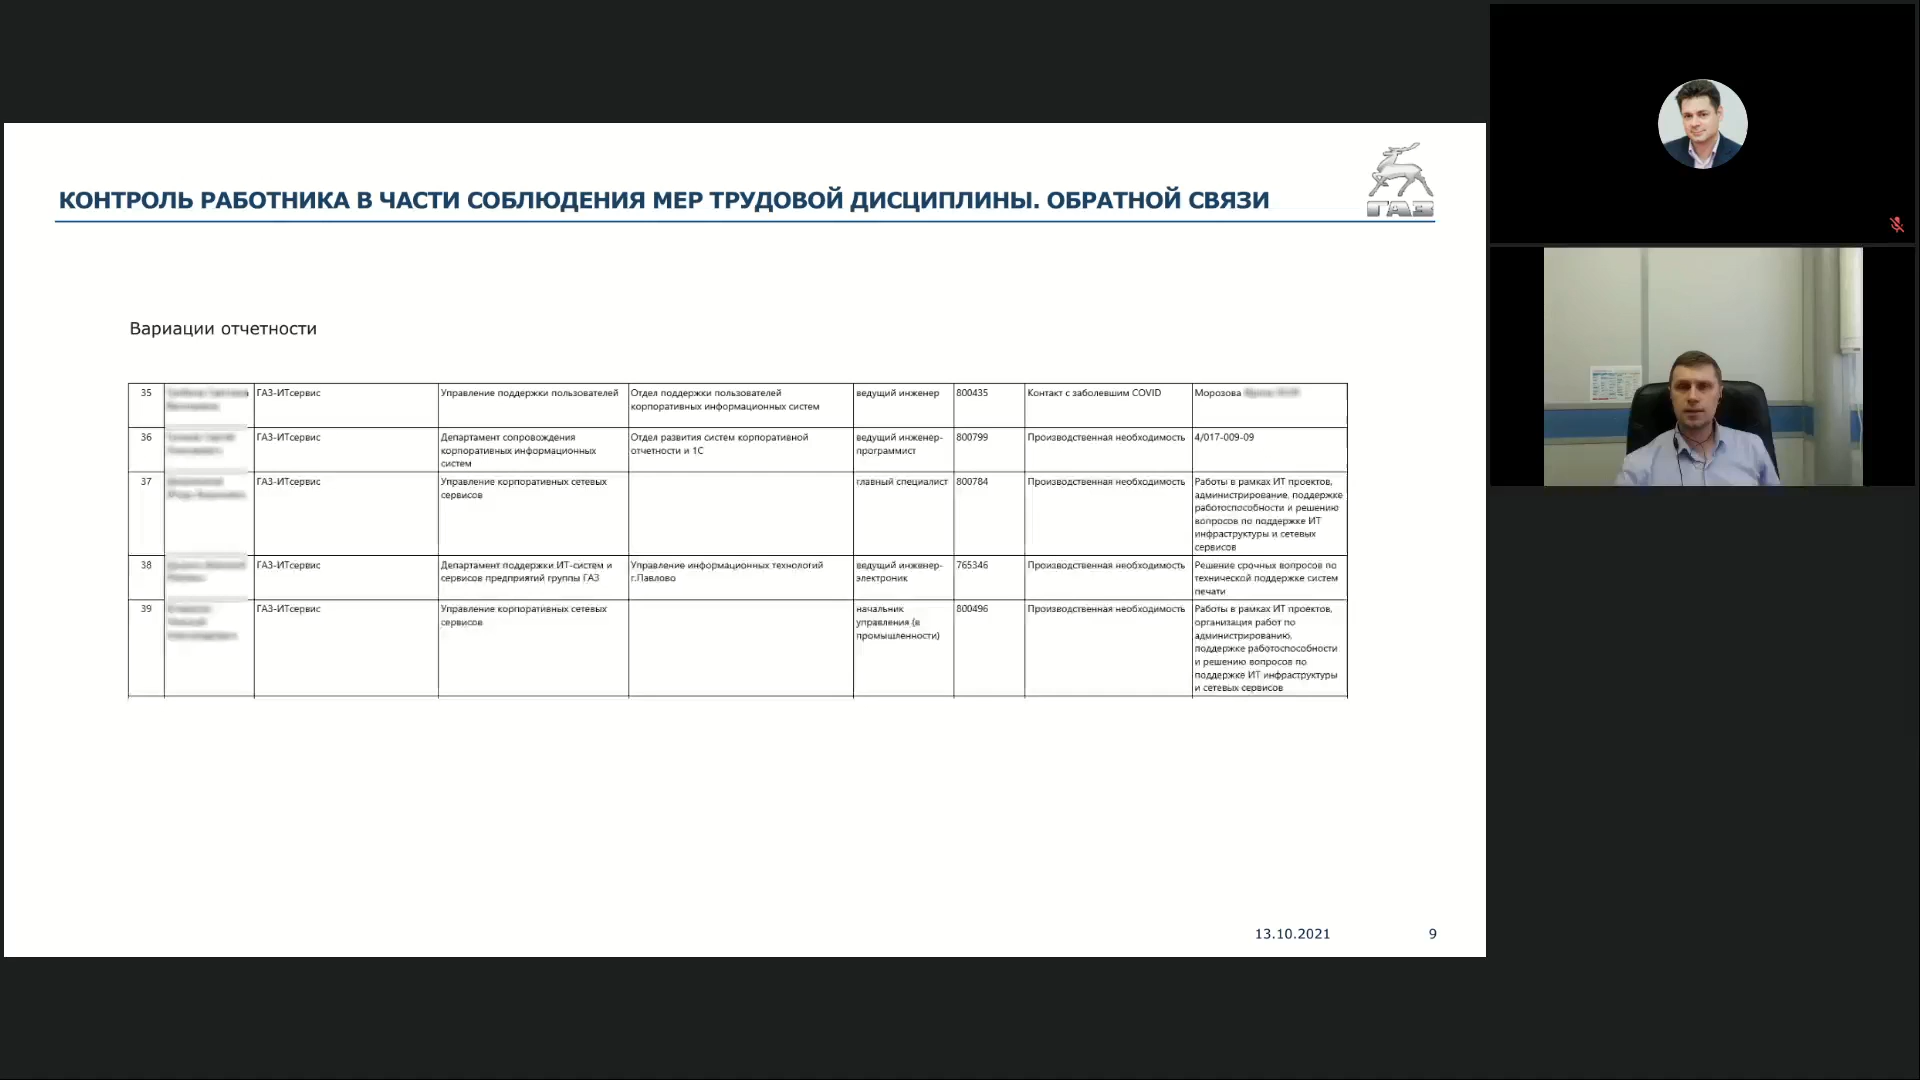 КОНТРОЛЬ РАБОТНИКА В ЧАСТИ СОБЛЮДЕНИЯ МЕР ТРУДОВОЙ ДИСЦИПЛИНЫ. ОБРАТНОЙ СВЯЗИ
ГАЗ
Вариации отчетности
35
ГАЗ-ИТсервис
Управление поддержки пользователей
Отдел поддержки пользователей
корпоративных информационных систем
ведущий инженер
800435
Контакт с заболевшим COVID
Морозова
36
ГАЗ-ИТсервис
Департамент сопровождения
корпоративных информационных
систем
Отдел развития систем корпоративной
отчетности и 1С
ведущий инженер-
программист
800799
Производственная необходимость
4/017-009-09
37
ГАЗ-ИТсервис
Управление корпоративных сетевых
сервисов
главный специалист
800784
Производственная необходимость
Работы в рамках ИТ проектов,
администрирование, поддержке
работоспособности и решению
вопросов по поддержке ИТ
инфраструктуры и сетевых
сервисов
38
ГАЗ-ИТсервис
Департамент поддержки ИТ-систем и
сервисов предприятий группы ГАЗ
Управление информационных технологий
г.Павлово
ведущий инженер-
электроник
765346
Производственная необходимость
Решение срочных вопросов по
технической поддержке систем
печати
39
ГАЗ-ИТсервис
Управление корпоративных сетевых
сервисов
начальник
управления (в
промышленности)
800496
Производственная необходимость
Работы в рамках ИТ проектов,
организация работ по
администрированию,
поддержке работоспособности
и решению вопросов по
поддержке ИТ инфраструктуры
и сетевых сервисов
13.10.2021
9